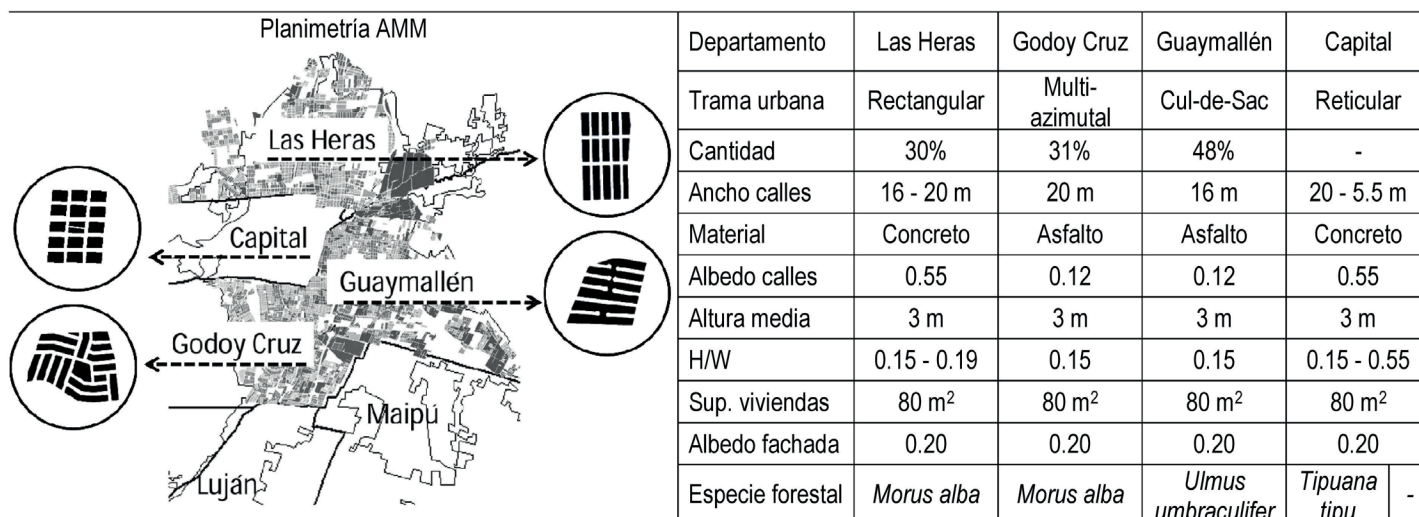 Planimetría AMM
Las Heras
Capital
Guaymallén
Godoy Cruz
Maipú
Luján
Departamento Las Heras Godoy Cruz Guaymallén Capital
Trama urbana Rectangular Multi-azimutal Cul-de-Sac Reticular
Cantidad 30% 31% 48% -
Ancho calles 16 - 20 m 20 m 16 m 20 - 5.5 m
Material Concreto Asfalto Asfalto Concreto
Albedo calles 0.55 0.12 0.12 0.55
Altura media 3 m 3 m 3 m 3 m
H/W 0.15 - 0.19 0.15 0.15 0.15 - 0.55
Sup. viviendas 80 m² 80 m² 80 m² 80 m²
Albedo fachada 0.20 0.20 0.20 0.20
Especie forestal Morus alba Morus alba Ulmus umbraculifer Tipuana tipu -